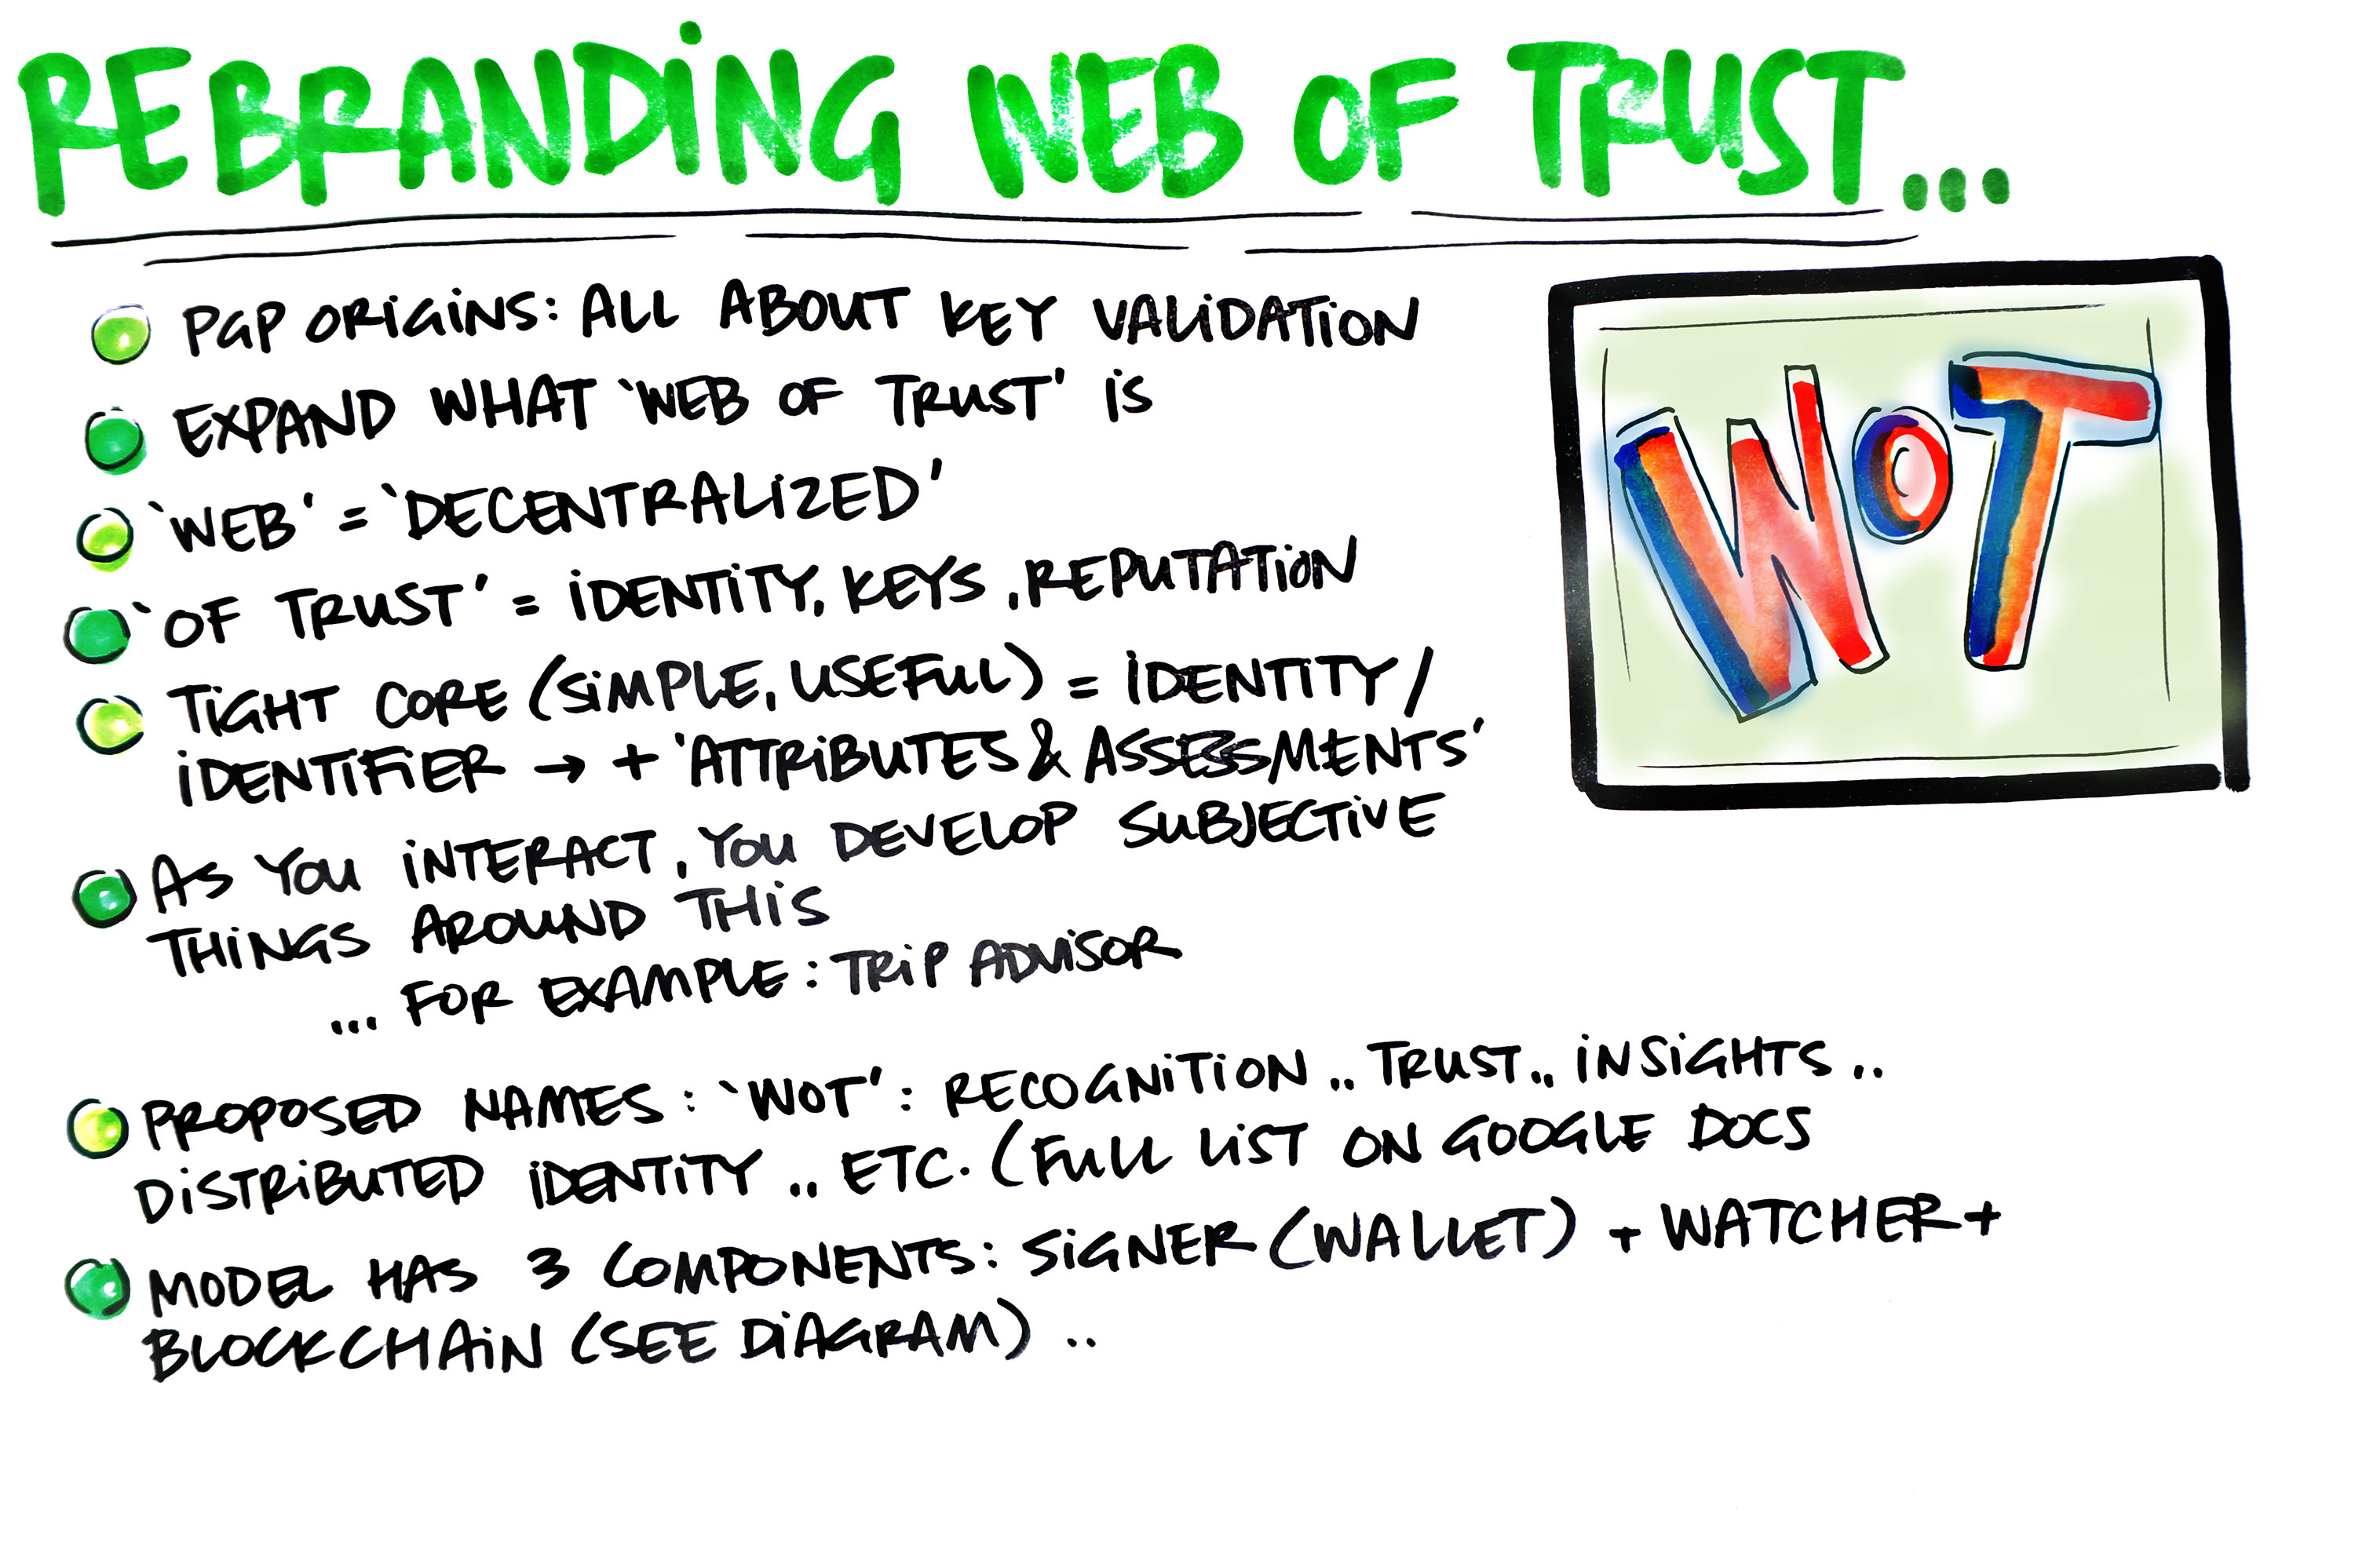 REBRANDING WEB OF TRUST...
PGP ORIGINS: ALL ABOUT KEY VALIDATION
EXPAND WHAT 'WEB OF TRUST' IS
'WEB' = 'DECENTRALIZED'
'OF TRUST' = IDENTITY, KEYS, REPUTATION
TIGHT CORE (SIMPLE, USEFUL) = IDENTITY/
IDENTIFIER → + 'ATTRIBUTES & ASSESSMENTS'
AS YOU INTERACT, YOU DEVELOP SUBJECTIVE
THINGS AROUND THIS
... FOR EXAMPLE: TRIP ADVISOR
PROPOSED NAMES: 'WOT': RECOGNITION .. TRUST.. INSIGHTS ..
DISTRIBUTED IDENTITY .. ETC. (FULL LIST ON GOOGLE DOCS
MODEL HAS 3 COMPONENTS: SIGNER (WALLET) + WATCHER +
BLOCKCHAIN (SEE DIAGRAM) ..
WOT